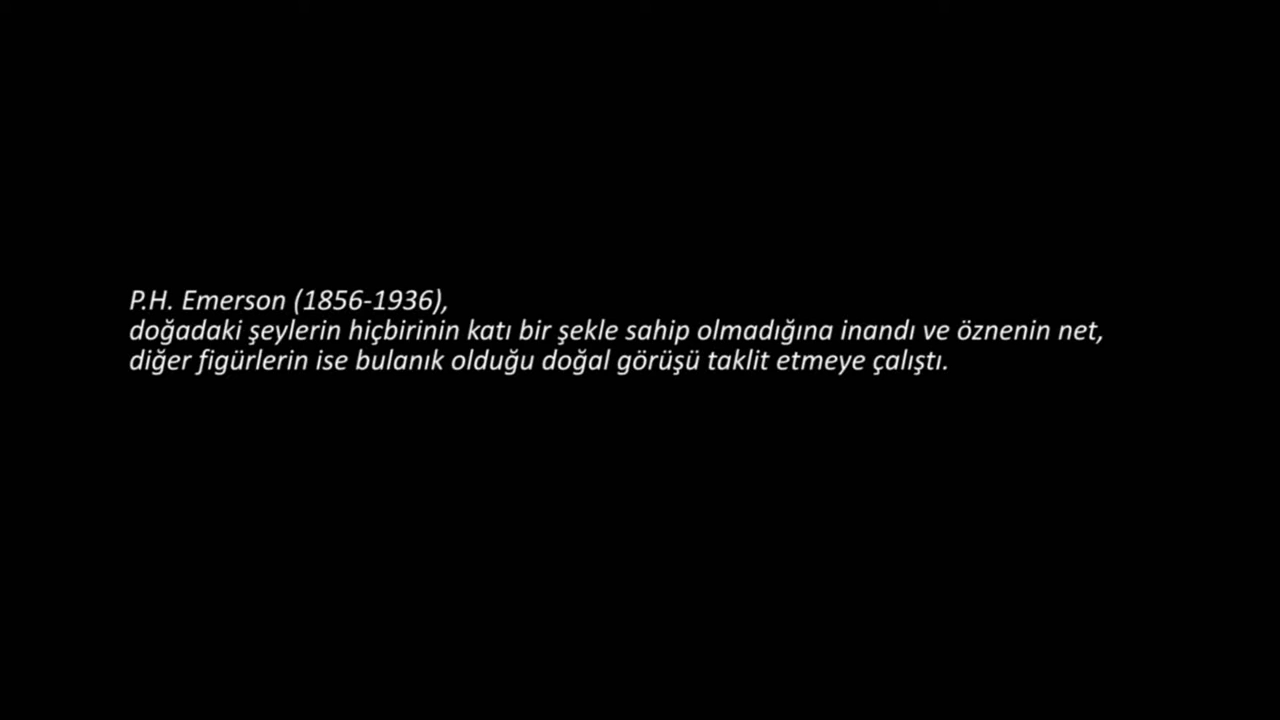 P.H. Emerson (1856-1936),
doğadaki şeylerin hiçbirinin katı bir şekle sahip olmadığına inandı ve öznenin net,
diğer figürlerin ise bulanık olduğu doğal görüşü taklit etmeye çalıştı.